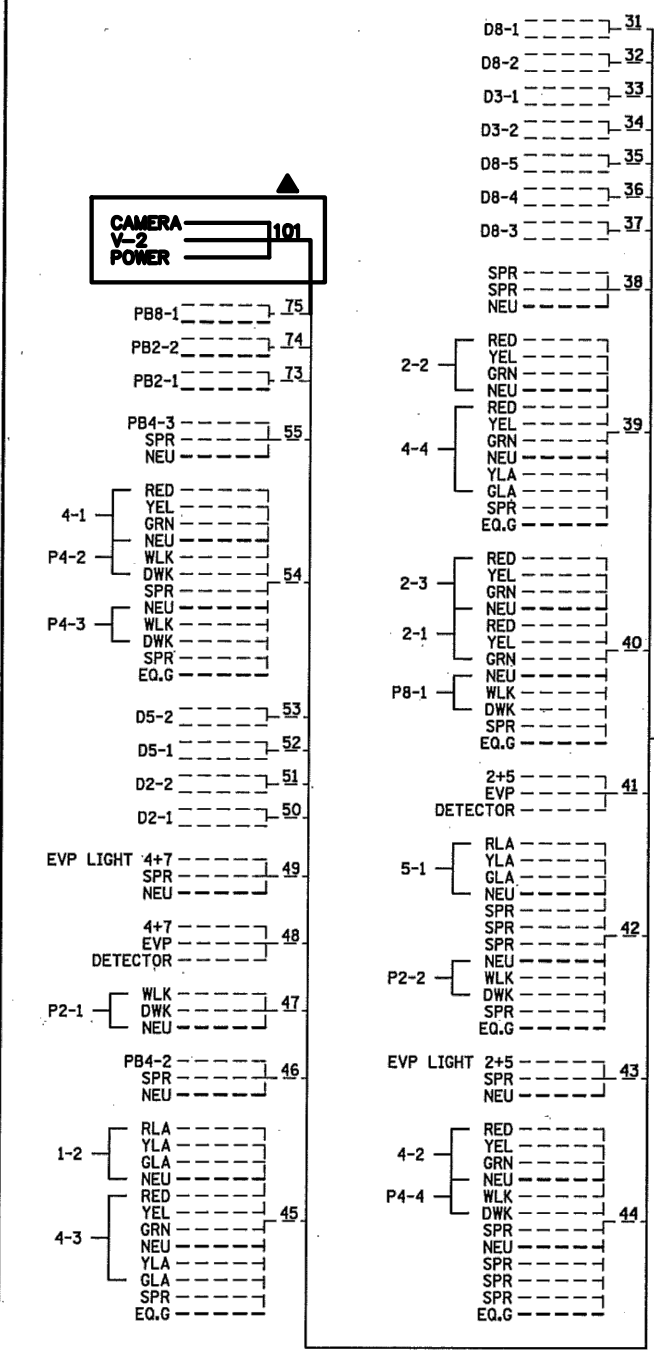 CAMERA
V-2
POWER
101
PB8-1 75
PB2-2 74
PB2-1 73
PB4-3
SPR 55
NEU
4-1
P4-2
RED
YEL
GRN
NEU
WLK
DWK
SPR
54
P4-3
NEU
WLK
DWK
SPR
EQ.G
D5-2 53
D5-1 52
D2-2 51
D2-1 50
EVP LIGHT 4+7
SPR 49
NEU
4+7
EVP 48
DETECTOR
P2-1
WLK
DWK 47
NEU
PB4-2
SPR 46
NEU
1-2
RLA
YLA
GLA
NEU
4-3
RED
YEL
GRN
NEU
YLA
GLA
SPR
EQ.G
45
D8-1 31
D8-2 32
D3-1 33
D3-2 34
D8-5 35
D8-4 36
D8-3 37
SPR
SPR 38
NEU
2-2
RED
YEL
GRN
NEU
4-4
RED
YEL
GRN
NEU
YLA
GLA
SPR
EQ.G
39
2-3
RED
YEL
GRN
NEU
2-1
RED
YEL
GRN
40
P8-1
NEU
WLK
DWK
SPR
EQ.G
2+5
EVP 41
DETECTOR
5-1
RLA
YLA
GLA
NEU
SPR
SPR
SPR
42
P2-2
NEU
WLK
DWK
SPR
EQ.G
EVP LIGHT 2+5
SPR 43
NEU
4-2
P4-4
RED
YEL
GRN
NEU
WLK
DWK
SPR
NEU
SPR
SPR
SPR
EQ.G
44